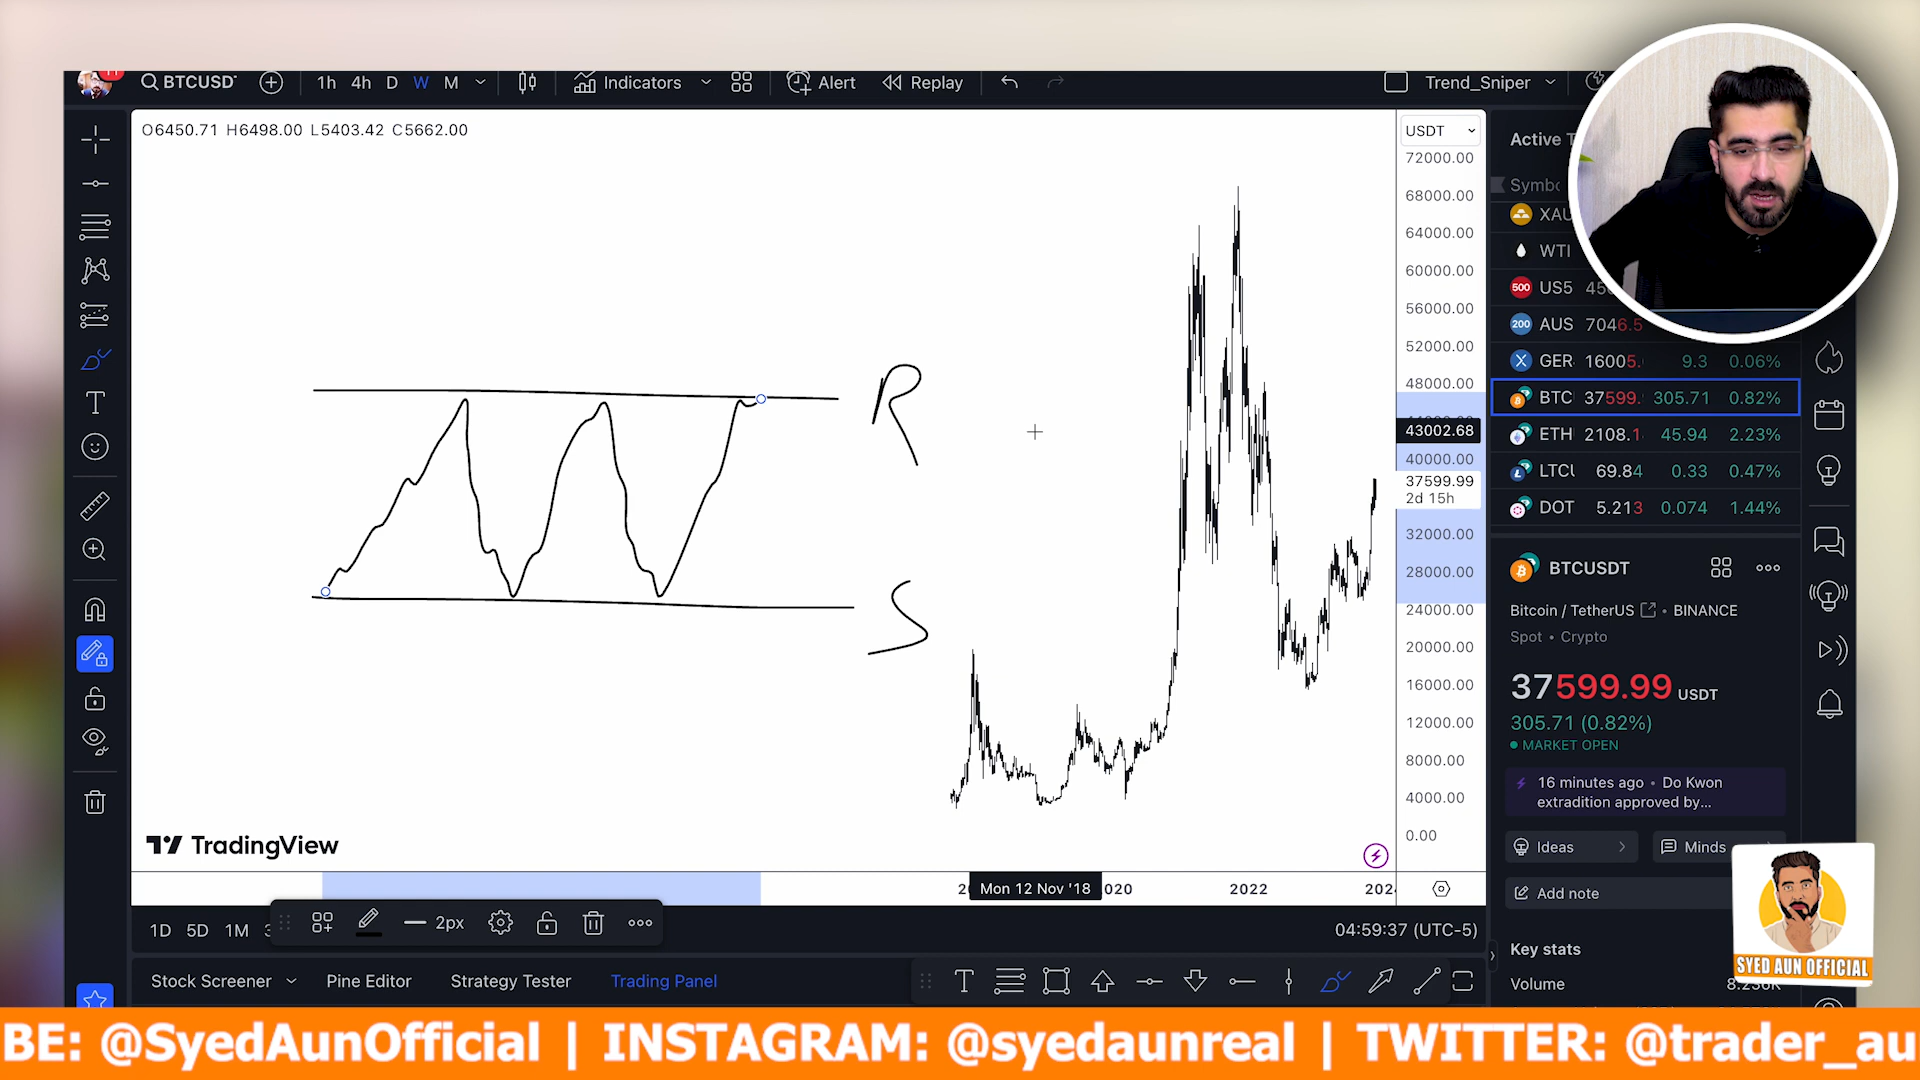 BTCUSDT
1h 4h D W M
Indicators
Alert
Replay
Trend_Sniper
O6450.71 H6498.00 L5403.42 C5662.00
USDT
72000.00
68000.00
64000.00
60000.00
56000.00
52000.00
48000.00
43002.68
40000.00
37599.99
2d 15h
32000.00
28000.00
24000.00
20000.00
16000.00
12000.00
8000.00
4000.00
0.00
R
S
TradingView
Mon 12 Nov '18
020
2022
1D 5D 1M
2px
04:59:37 (UTC-5)
Stock Screener
Pine Editor
Strategy Tester
Trading Panel
Active
XAU
WTI
500 US5
200 AUS 7046.5
GER 16005. 9.3 0.06%
BTC 37599. 305.71 0.82%
ETH 2108.1 45.94 2.23%
LTCU 69.84 0.33 0.47%
DOT 5.213 0.074 1.44%
BTCUSDT
Bitcoin / TetherUS • BINANCE
Spot • Crypto
37599.99 USDT
305.71 (0.82%)
MARKET OPEN
16 minutes ago • Do Kwon
extradition approved by...
Ideas
Minds
Add note
Key stats
Volume
SYED AUN OFFICIAL
BE: @SyedAunOfficial | INSTAGRAM: @syedaunreal | TWITTER: @trader_au